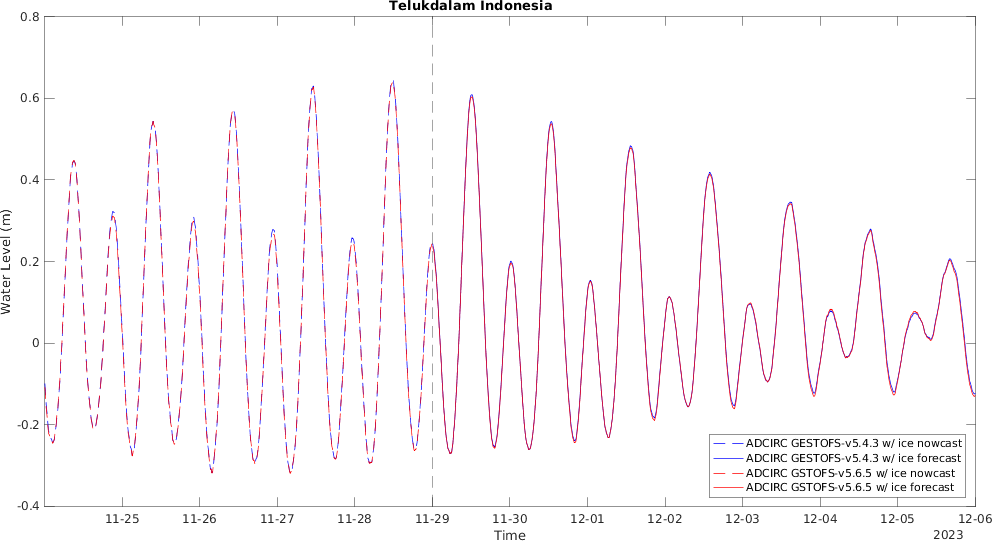 Telukdalam Indonesia
0.8
0.6
0.4
0.2
0
-0.2
-0.4
Water Level (m)
ADCIRC GESTOFS-v5.4.3 w/ ice nowcast
ADCIRC GESTOFS-v5.4.3 w/ ice forecast
ADCIRC GSTOFS-v5.6.5 w/ ice nowcast
ADCIRC GSTOFS-v5.6.5 w/ ice forecast
11-25 11-26 11-27 11-28 11-29 11-30 12-01 12-02 12-03 12-04 12-05 12-06
Time
2023